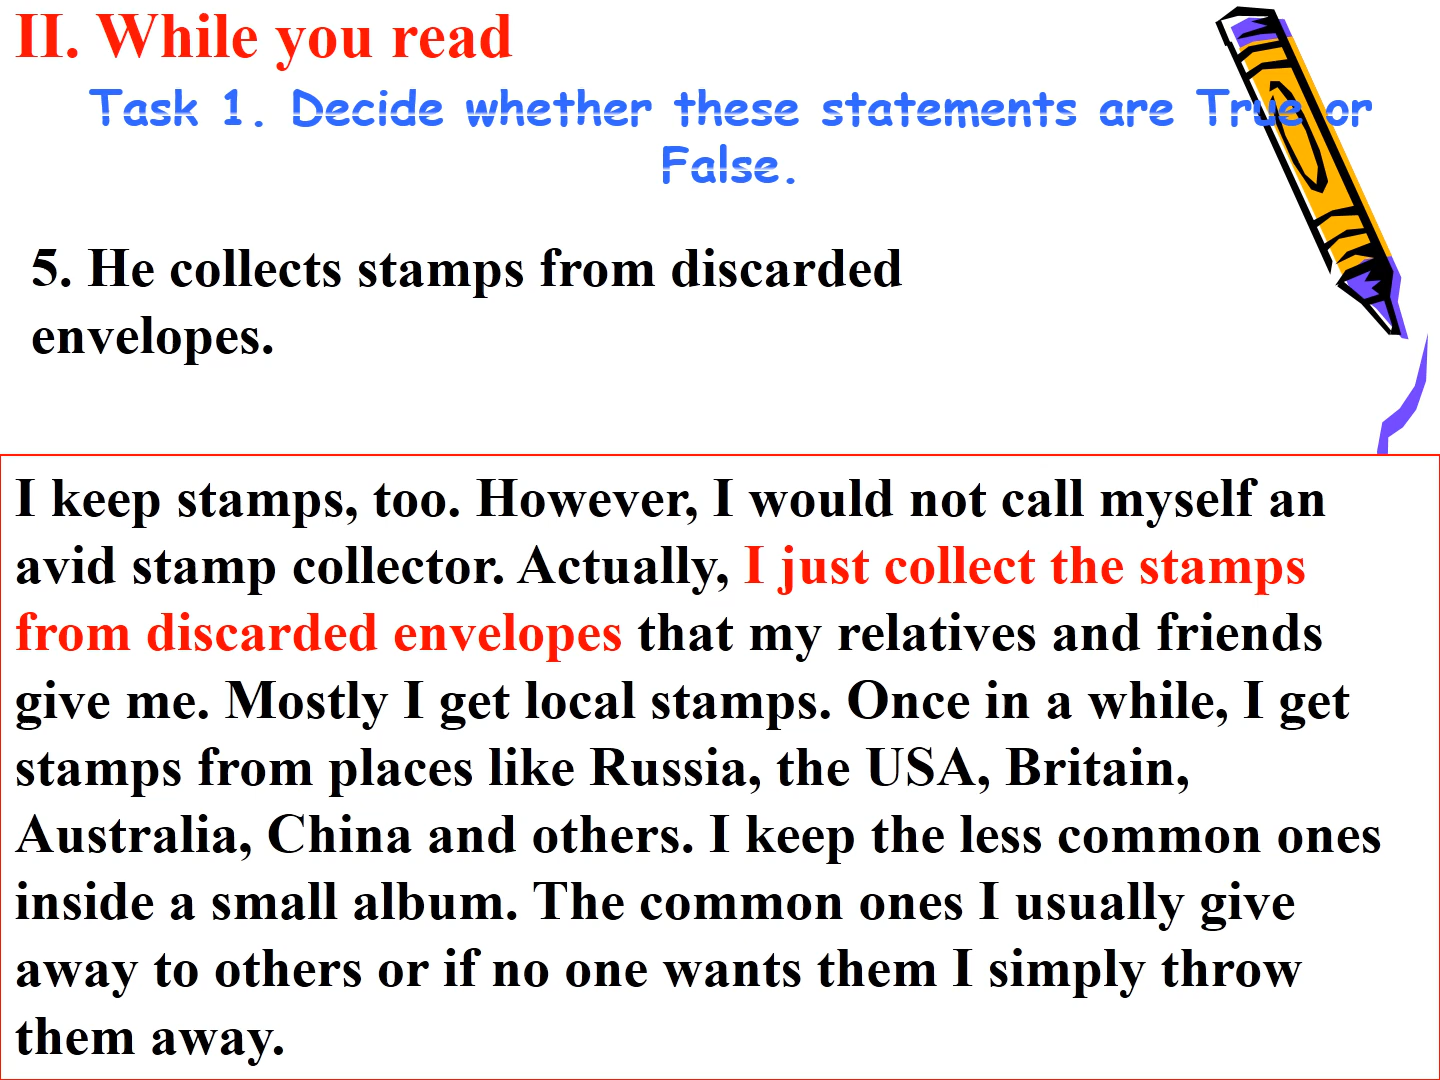 II. While you read
Task 1. Decide whether these statements are True or
False.
5. He collects stamps from discarded
envelopes.
I keep stamps, too. However, I would not call myself an
avid stamp collector. Actually, I just collect the stamps
from discarded envelopes that my relatives and friends
give me. Mostly I get local stamps. Once in a while, I get
stamps from places like Russia, the USA, Britain,
Australia, China and others. I keep the less common ones
inside a small album. The common ones I usually give
away to others or if no one wants them I simply throw
them away.